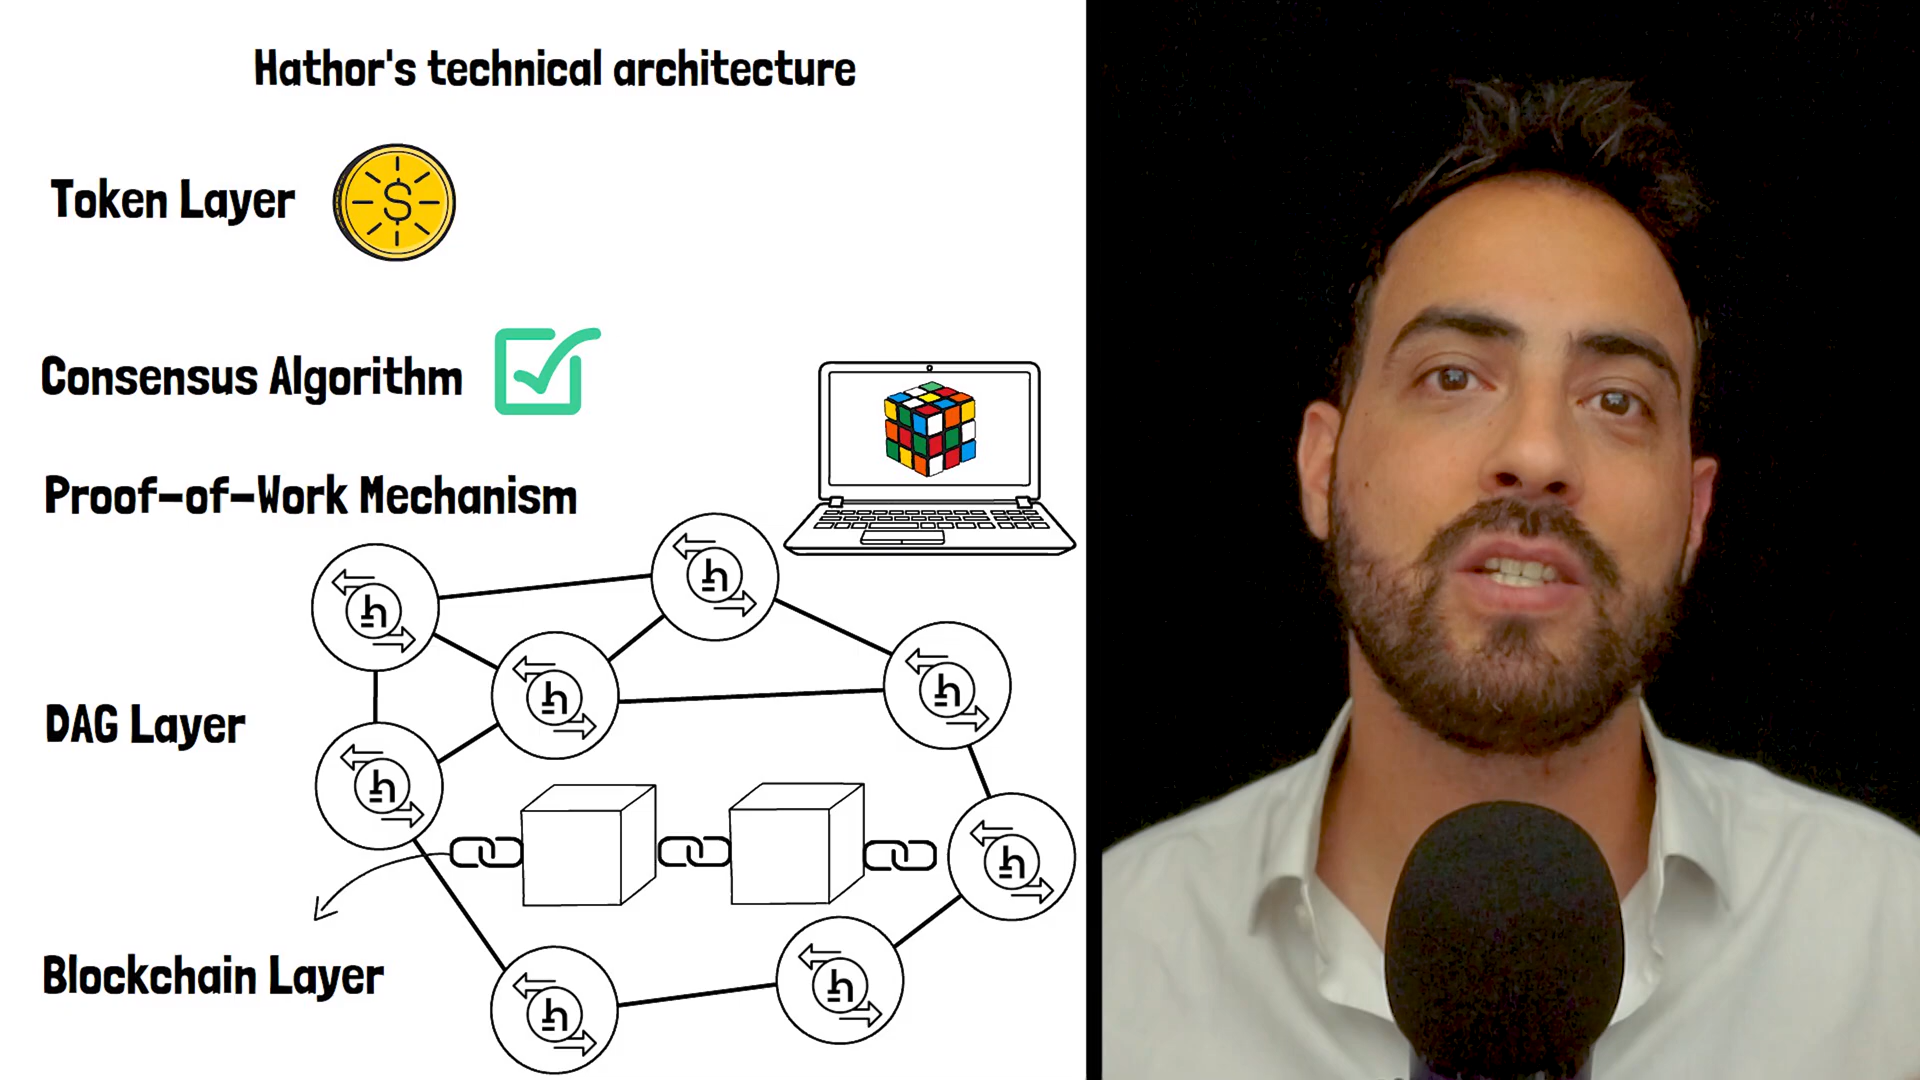 Hathor's technical architecture
Token Layer
Consensus Algorithm
Proof-of-Work Mechanism
DAG Layer
Blockchain Layer